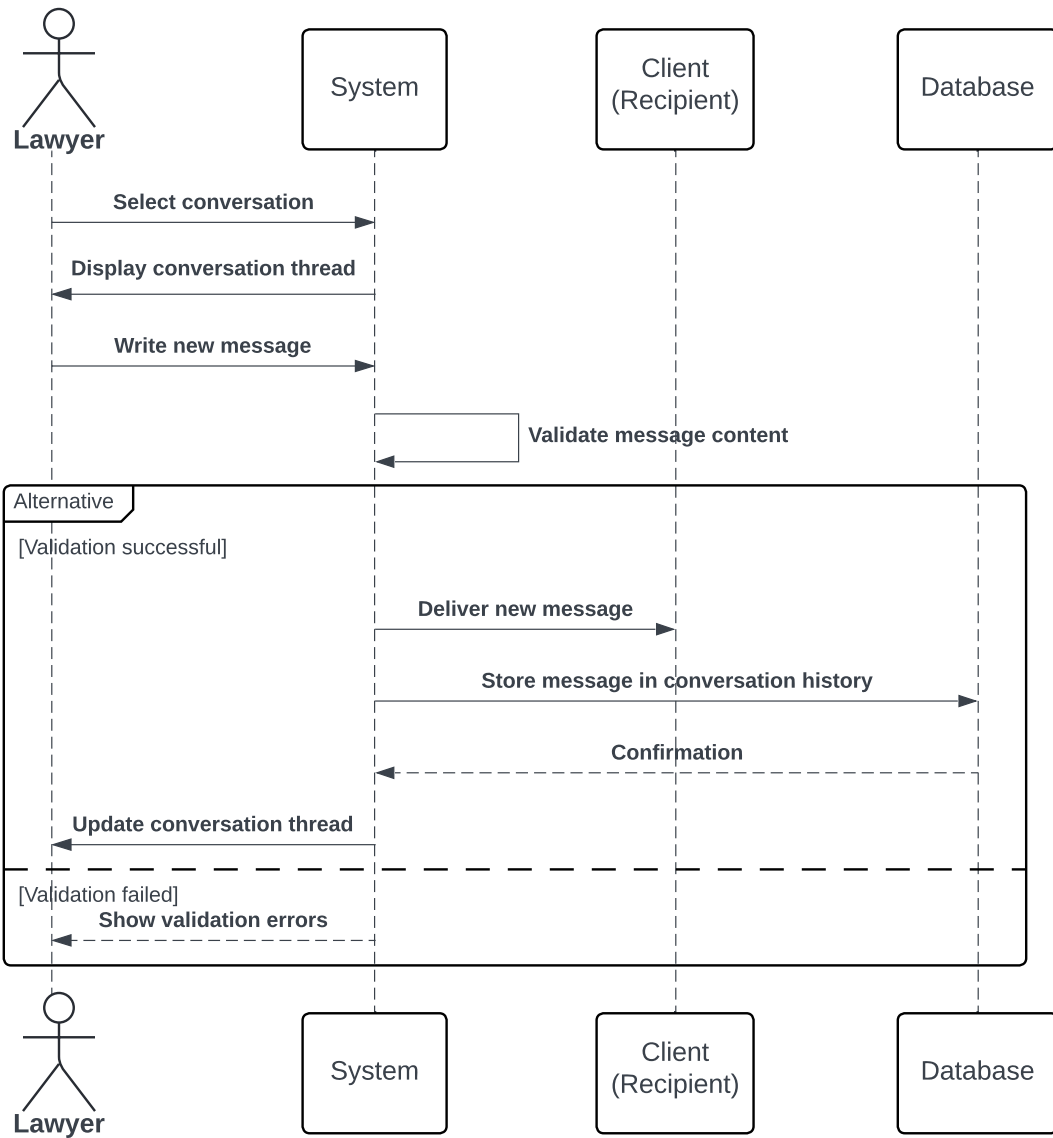 Lawyer
System
Client
(Recipient)
Database
Select conversation
Display conversation thread
Write new message
Validate message content
Alternative
[Validation successful]
Deliver new message
Store message in conversation history
Confirmation
Update conversation thread
[Validation failed]
Show validation errors
Lawyer
System
Client
(Recipient)
Database